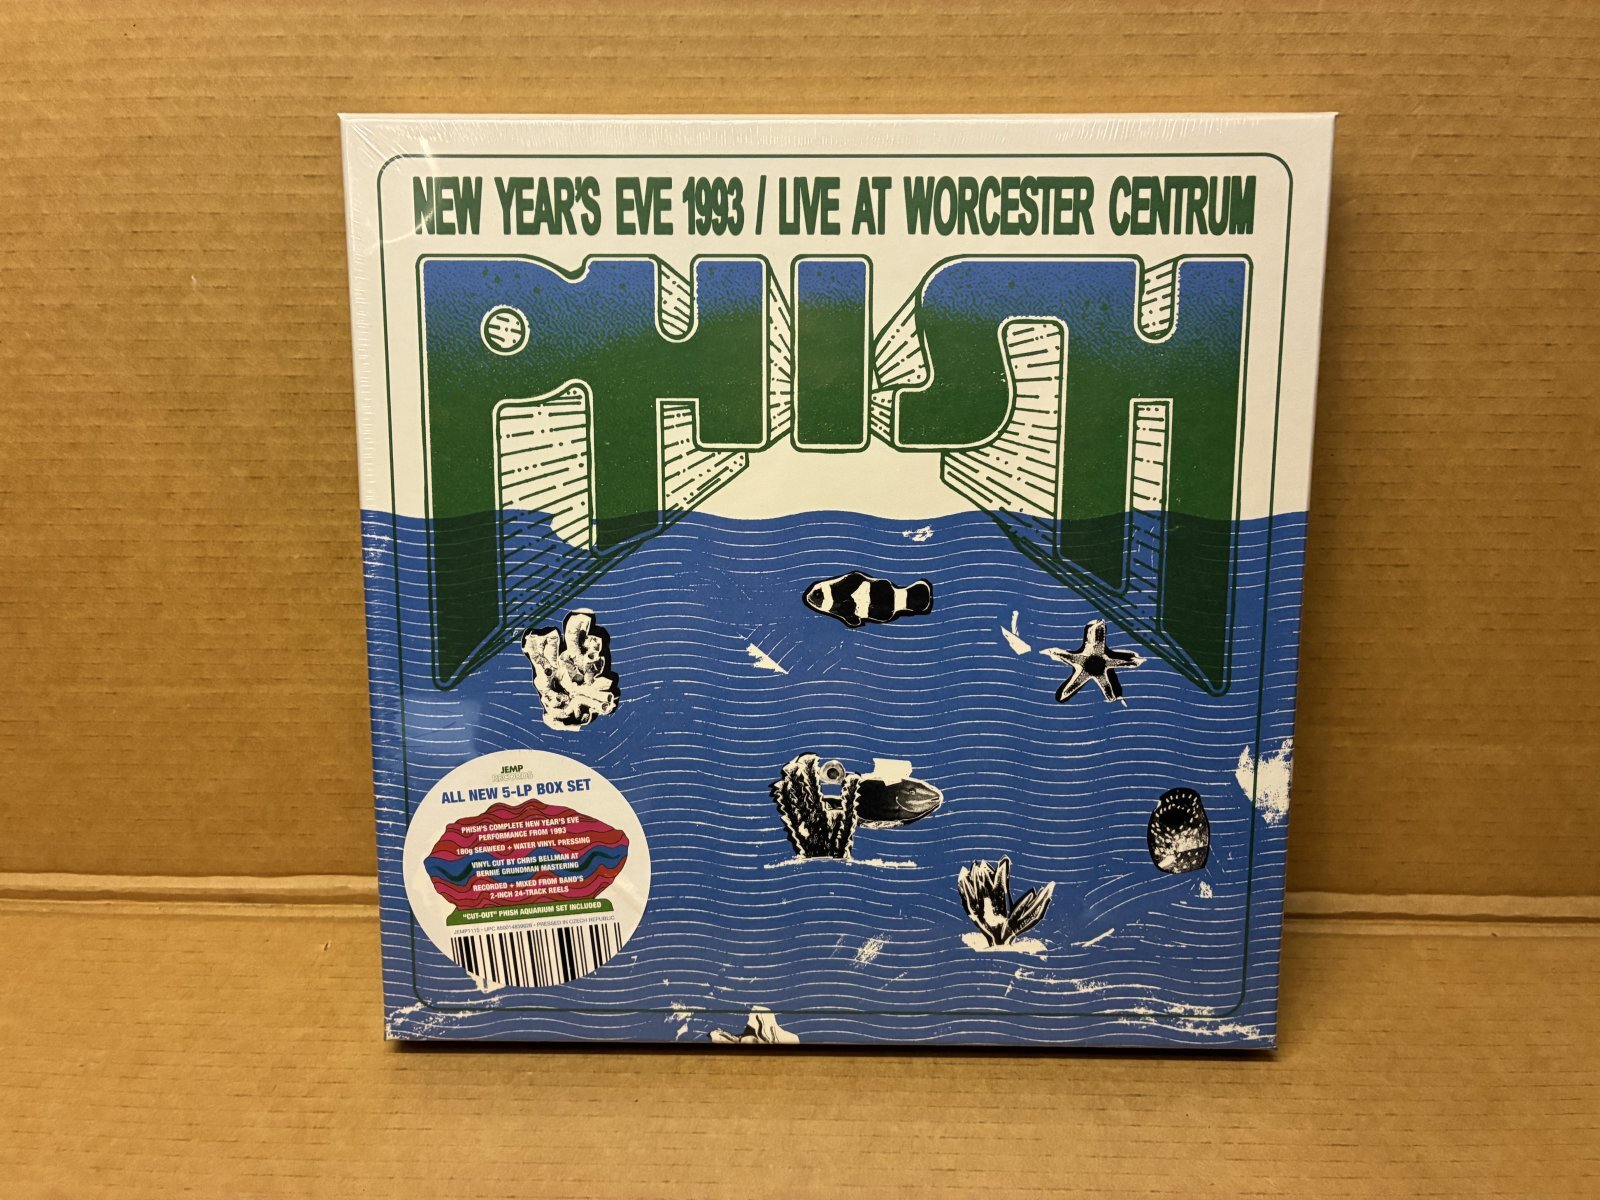 NEW YEAR'S EVE 1993 / LIVE AT WORCESTER CENTRUM
PHISH
JEMP
RECORDS
ALL NEW 5-LP BOX SET
PHISH'S COMPLETE NEW YEAR'S EVE
PERFORMANCE FROM 1993
180g SEAWEED + WATER VINYL PRESSING
VINYL CUT BY CHRIS BELLMAN AT
BERNIE GRUNDMAN MASTERING
RECORDED + MIXED FROM BAND'S
2-INCH 24-TRACK REELS
"CUT-OUT" PHISH AQUARIUM SET INCLUDED
• PRESSED IN CZECH REPUBLIC